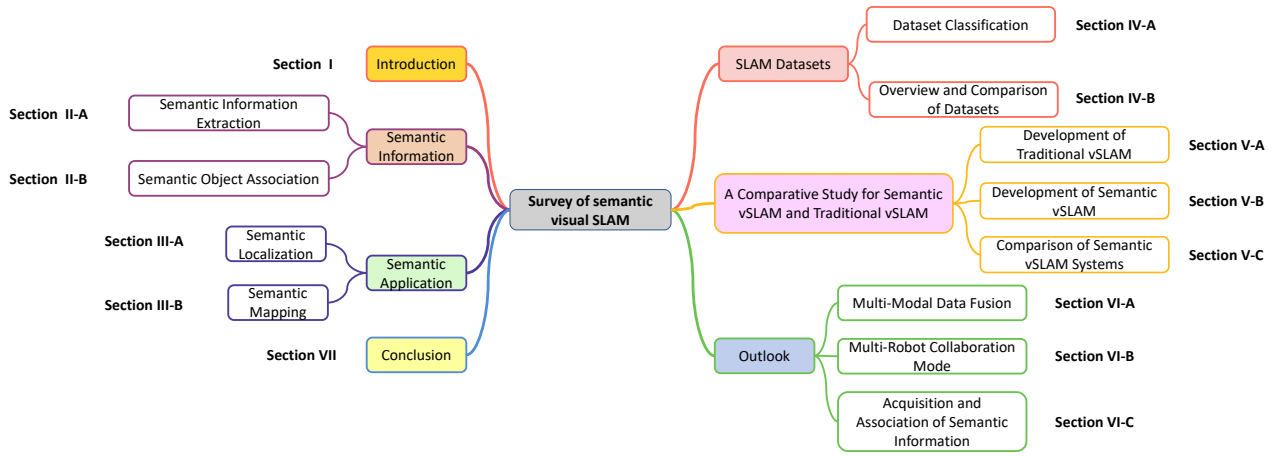 Section I
Introduction
Section II-A
Semantic Information
Extraction
Semantic
Information
Section II-B
Semantic Object Association
Section III-A
Semantic
Localization
Semantic
Application
Section III-B
Semantic
Mapping
Section VII
Conclusion
Survey of semantic
visual SLAM
SLAM Datasets
Dataset Classification
Section IV-A
Overview and Comparison
of Datasets
Section IV-B
A Comparative Study for Semantic
vSLAM and Traditional vSLAM
Development of
Traditional vSLAM
Section V-A
Development of Semantic
vSLAM
Section V-B
Comparison of Semantic
vSLAM Systems
Section V-C
Outlook
Multi-Modal Data Fusion
Section VI-A
Multi-Robot Collaboration
Mode
Section VI-B
Acquisition and
Association of Semantic
Information
Section VI-C